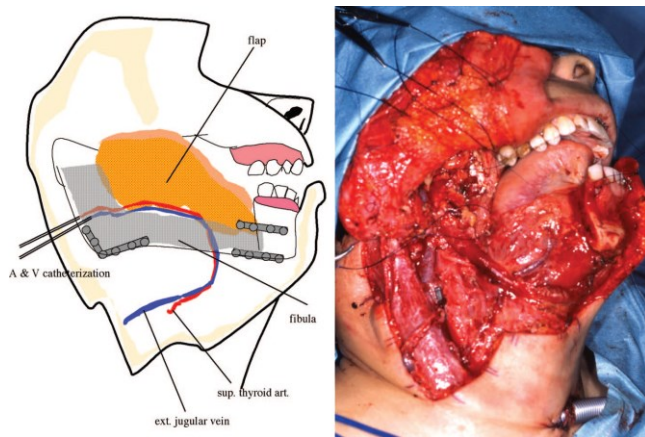 flap
A & V catheterization
fibula
sup. thyroid art.
ext. jugular vein